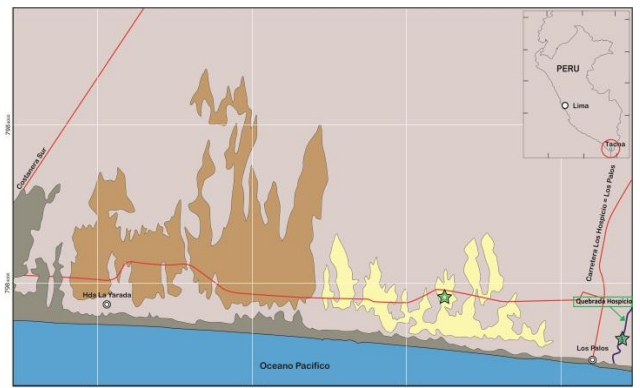 PERU
Lima
Tacna
Costanera Sur
Carretera Los Hospicio = Los Palos
Hda La Yarada
Quebrada Hospicio
Los Palos
Oceano Pacifico